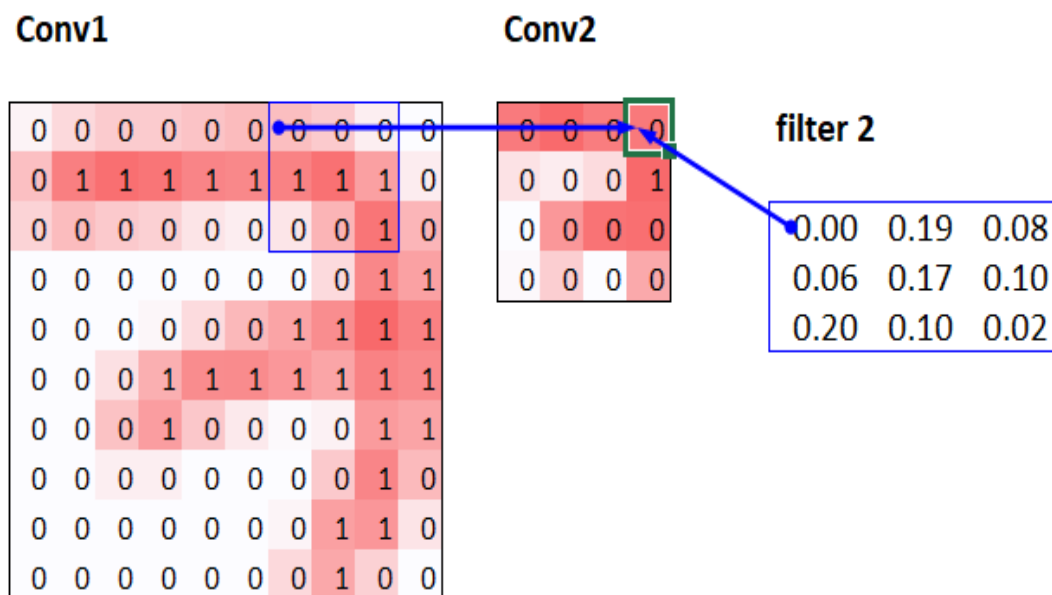 Conv1 Conv2
0 0 0 0 0 0 0 0 0 0 0 0 0 0 filter 2
0 1 1 1 1 1 1 1 1 0 0 0 0 1
0 0 0 0 0 0 0 0 1 0 0 0 0 0 0.00 0.19 0.08
0 0 0 0 0 0 0 0 1 1 0 0 0 0 0.06 0.17 0.10
0 0 0 0 0 0 1 1 1 1 0.20 0.10 0.02
0 0 0 1 1 1 1 1 1 1
0 0 0 1 0 0 0 0 1 1
0 0 0 0 0 0 0 0 1 0
0 0 0 0 0 0 0 1 1 0
0 0 0 0 0 0 0 1 0 0